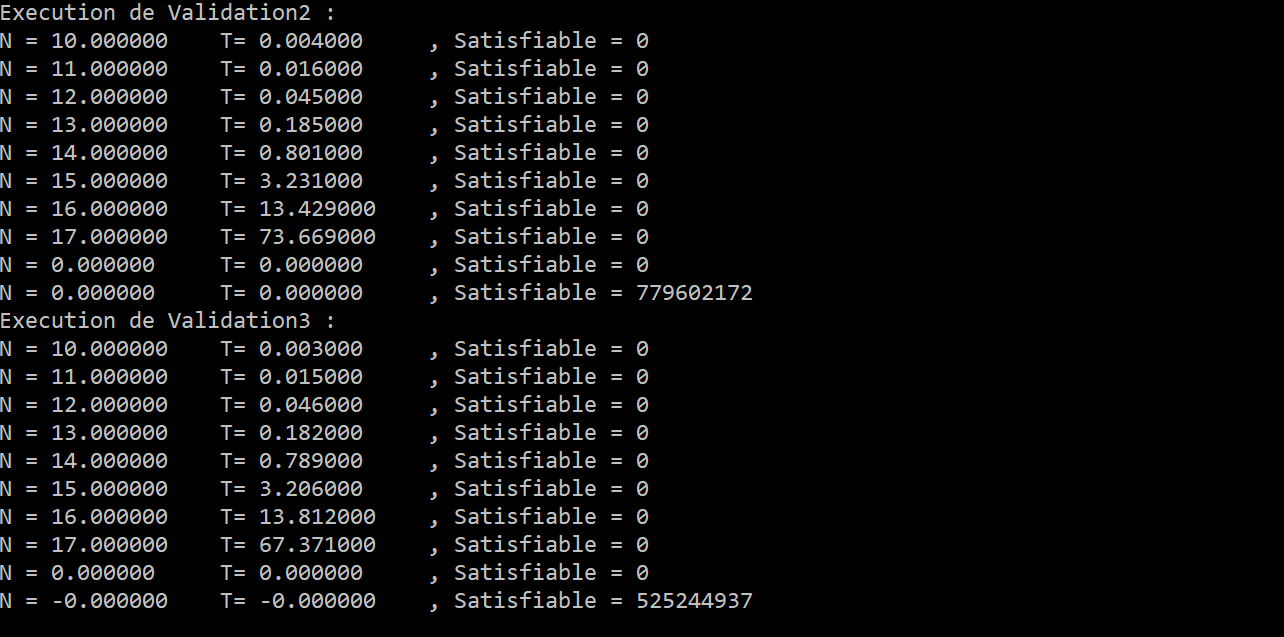 Execution de Validation2 :
N = 10.000000    T= 0.004000     , Satisfiable = 0
N = 11.000000    T= 0.016000     , Satisfiable = 0
N = 12.000000    T= 0.045000     , Satisfiable = 0
N = 13.000000    T= 0.185000     , Satisfiable = 0
N = 14.000000    T= 0.801000     , Satisfiable = 0
N = 15.000000    T= 3.231000     , Satisfiable = 0
N = 16.000000    T= 13.429000    , Satisfiable = 0
N = 17.000000    T= 73.669000    , Satisfiable = 0
N = 0.000000     T= 0.000000     , Satisfiable = 0
N = 0.000000     T= 0.000000     , Satisfiable = 779602172
Execution de Validation3 :
N = 10.000000    T= 0.003000     , Satisfiable = 0
N = 11.000000    T= 0.015000     , Satisfiable = 0
N = 12.000000    T= 0.046000     , Satisfiable = 0
N = 13.000000    T= 0.182000     , Satisfiable = 0
N = 14.000000    T= 0.789000     , Satisfiable = 0
N = 15.000000    T= 3.206000     , Satisfiable = 0
N = 16.000000    T= 13.812000    , Satisfiable = 0
N = 17.000000    T= 67.371000    , Satisfiable = 0
N = 0.000000     T= 0.000000     , Satisfiable = 0
N = -0.000000    T= -0.000000    , Satisfiable = 525244937